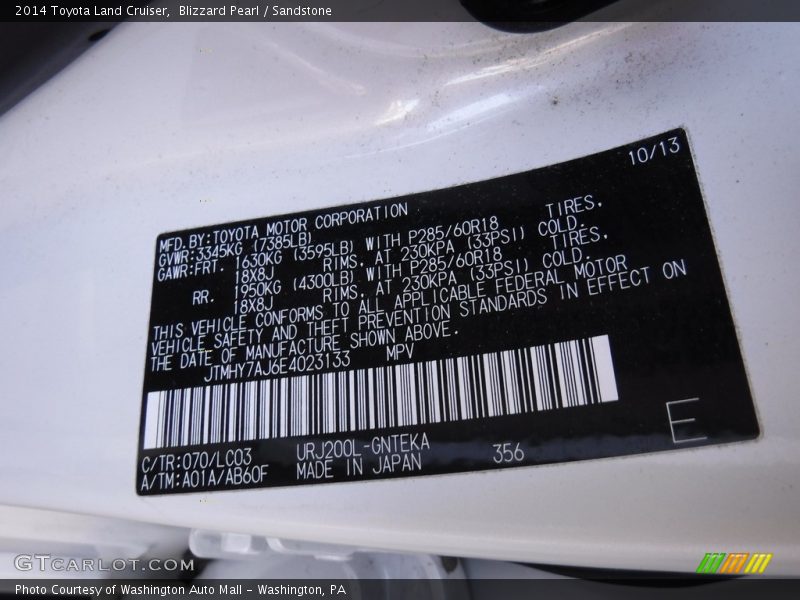 2014 Toyota Land Cruiser,  Blizzard Pearl / Sandstone
10/13
MFD.BY:TOYOTA MOTOR CORPORATION
GVWR:3345KG (7385LB)
GAWR:FRT. 1630KG (3595LB) WITH P285/60R18 TIRES.
18X8J RIMS. AT 230KPA (33PSI) COLD.
RR. 1950KG (4300LB) WITH P285/60R18 TIRES.
18X8J RIMS. AT 230KPA (33PSI) COLD.
THIS VEHICLE CONFORMS TO ALL APPLICABLE FEDERAL MOTOR
VEHICLE SAFETY AND THEFT PREVENTION STANDARDS IN EFFECT ON
THE DATE OF MANUFACTURE SHOWN ABOVE.
JTMHY7AJ6E4023133 MPV
C/TR:070/LC03 URJ200L-GNTEKA 356 E
A/TM:A01A/AB60F MADE IN JAPAN
GTCARLOT.COM
Photo Courtesy of Washington Auto Mall - Washington, PA